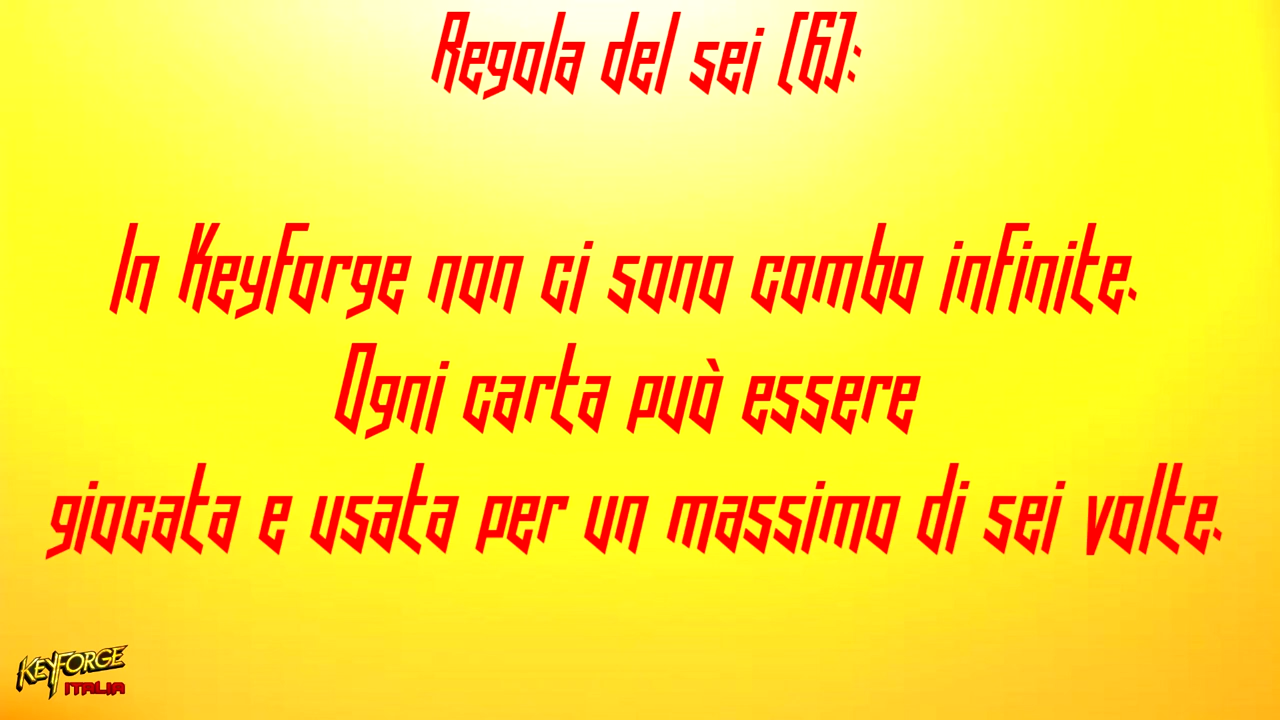 Regola del sei (6):
In KeyForge non ci sono combo infinite.
Ogni carta può essere
giocata e usata per un massimo di sei volte.
KEYFORGE
ITALIA